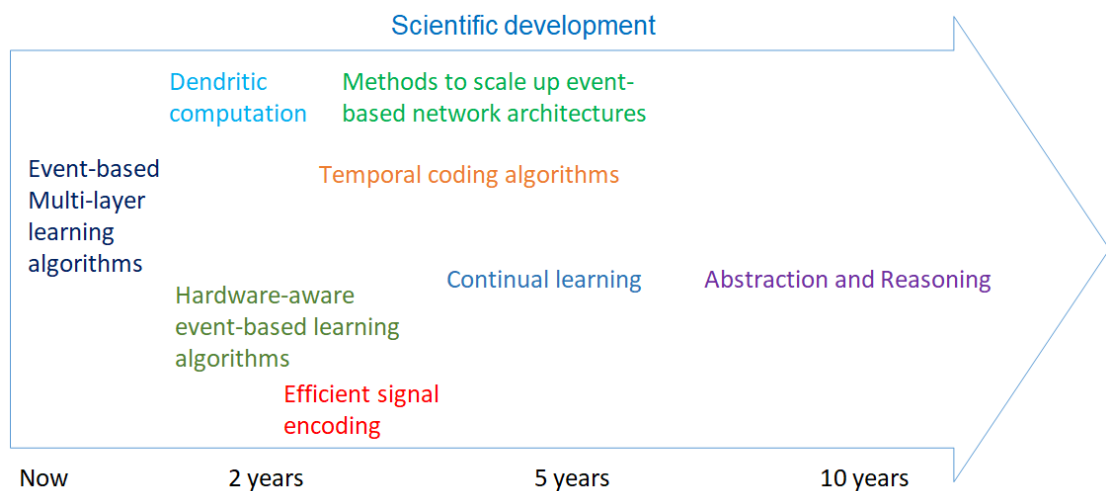 Scientific development
Dendritic
computation
Methods to scale up event-
based network architectures
Event-based
Multi-layer
learning
algorithms
Temporal coding algorithms
Hardware-aware
event-based learning
algorithms
Continual learning
Abstraction and Reasoning
Efficient signal
encoding
Now
2 years
5 years
10 years